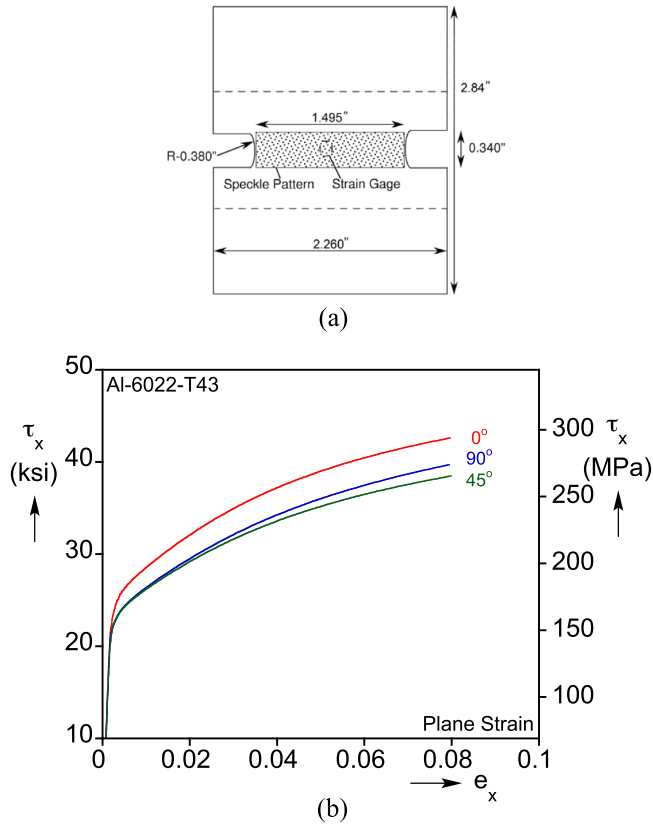 2.84"
1.495"
R-0.380"
0.340"
Speckle Pattern
Strain Gage
2.260"
(a)
50
Al-6022-T43
τx
(ksi)
40
30
20
10
0°
90°
45°
300
τx
(MPa)
250
200
150
100
Plane Strain
0
0.02
0.04
0.06
0.08
0.1
ex
(b)